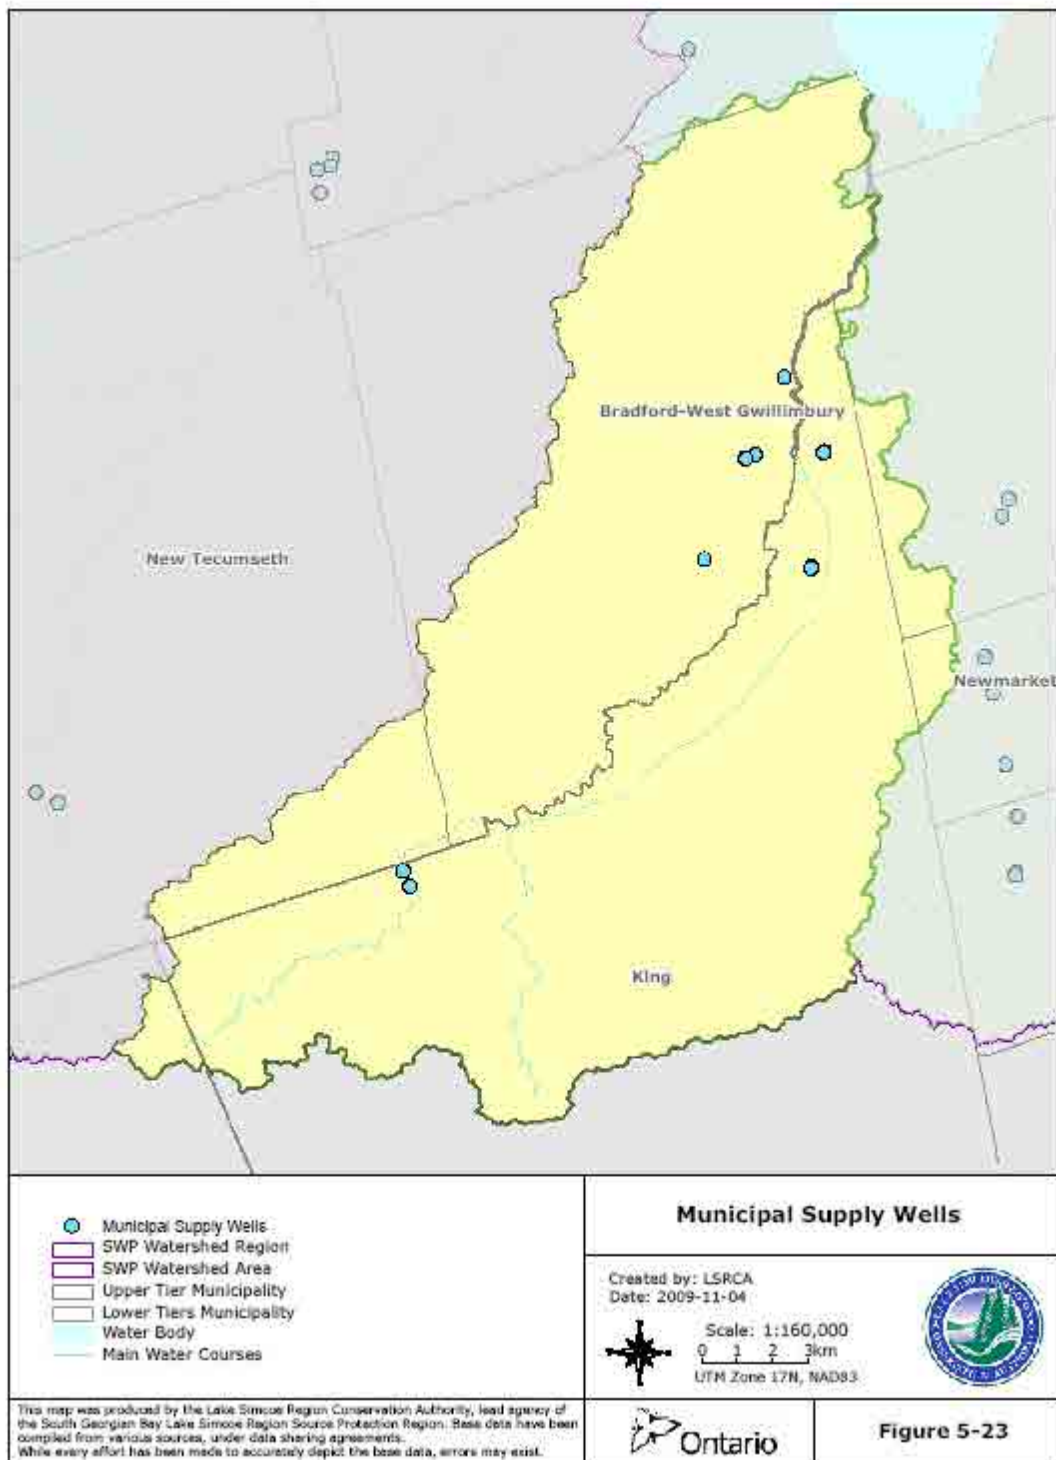 Bradford-West Gwillimbury
New Tecumseth
Newmarket
King
Municipal Supply Wells
SWP Watershed Region
SWP Watershed Area
Upper Tier Municipality
Lower Tiers Municipality
Water Body
Main Water Courses
Municipal Supply Wells
Created by: LSRCA
Date: 2009-11-04
Scale: 1:160,000
0 1 2 3km
UTM Zone 17N, NAD83
This map was produced by the Lake Simcoe Region Conservation Authority, lead agency of
the South Georgian Bay Lake Simcoe Region Source Protection Region. Base data have been
compiled from various sources, under data sharing agreements.
While every effort has been made to accurately depict the base data, errors may exist.
Ontario
Figure 5-23